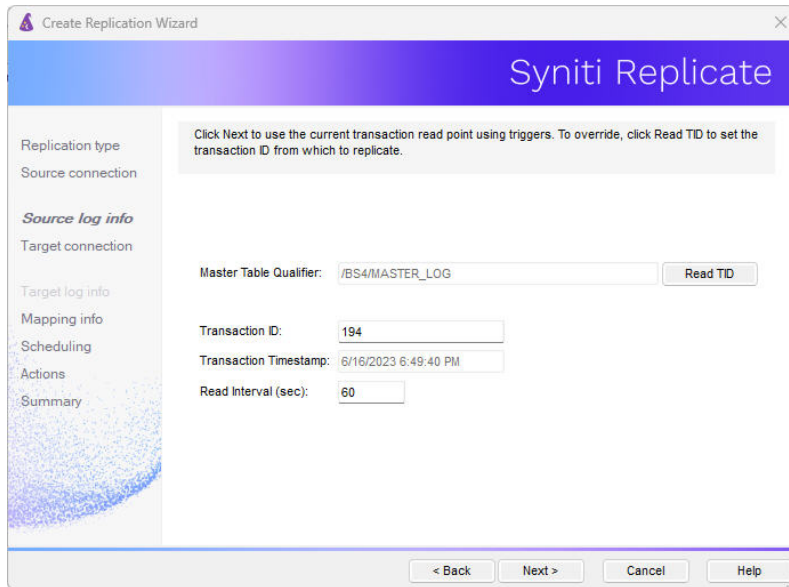 Create Replication Wizard
Syniti Replicate
Replication type
Source connection
Source log info
Target connection
Target log info
Mapping info
Scheduling
Actions
Summary
Click Next to use the current transaction read point using triggers. To override, click Read TID to set the
transaction ID from which to replicate.
Master Table Qualifier: /BS4/MASTER_LOG Read TID
Transaction ID: 194
Transaction Timestamp: 6/16/2023 6:49:40 PM
Read Interval (sec): 60
< Back Next > Cancel Help